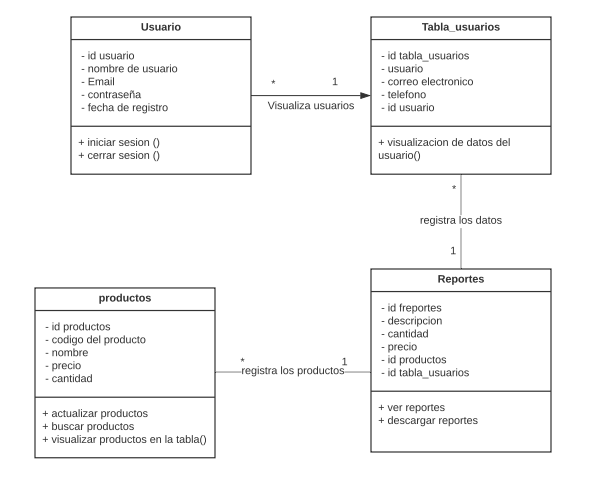 Usuario
- id usuario
- nombre de usuario
- Email
- contraseña
- fecha de registro
+ iniciar sesion ()
+ cerrar sesion ()
* 1
Visualiza usuarios
Tabla_usuarios
- id tabla_usuarios
- usuario
- correo electronico
- telefono
- id usuario
+ visualizacion de datos del
usuario()
*
registra los datos
1
Reportes
- id freportes
- descripcion
- cantidad
- precio
- id productos
- id tabla_usuarios
+ ver reportes
+ descargar reportes
productos
- id productos
- codigo del producto
- nombre
- precio
- cantidad
+ actualizar productos
+ buscar productos
+ visualizar productos en la tabla()
* 1
registra los productos